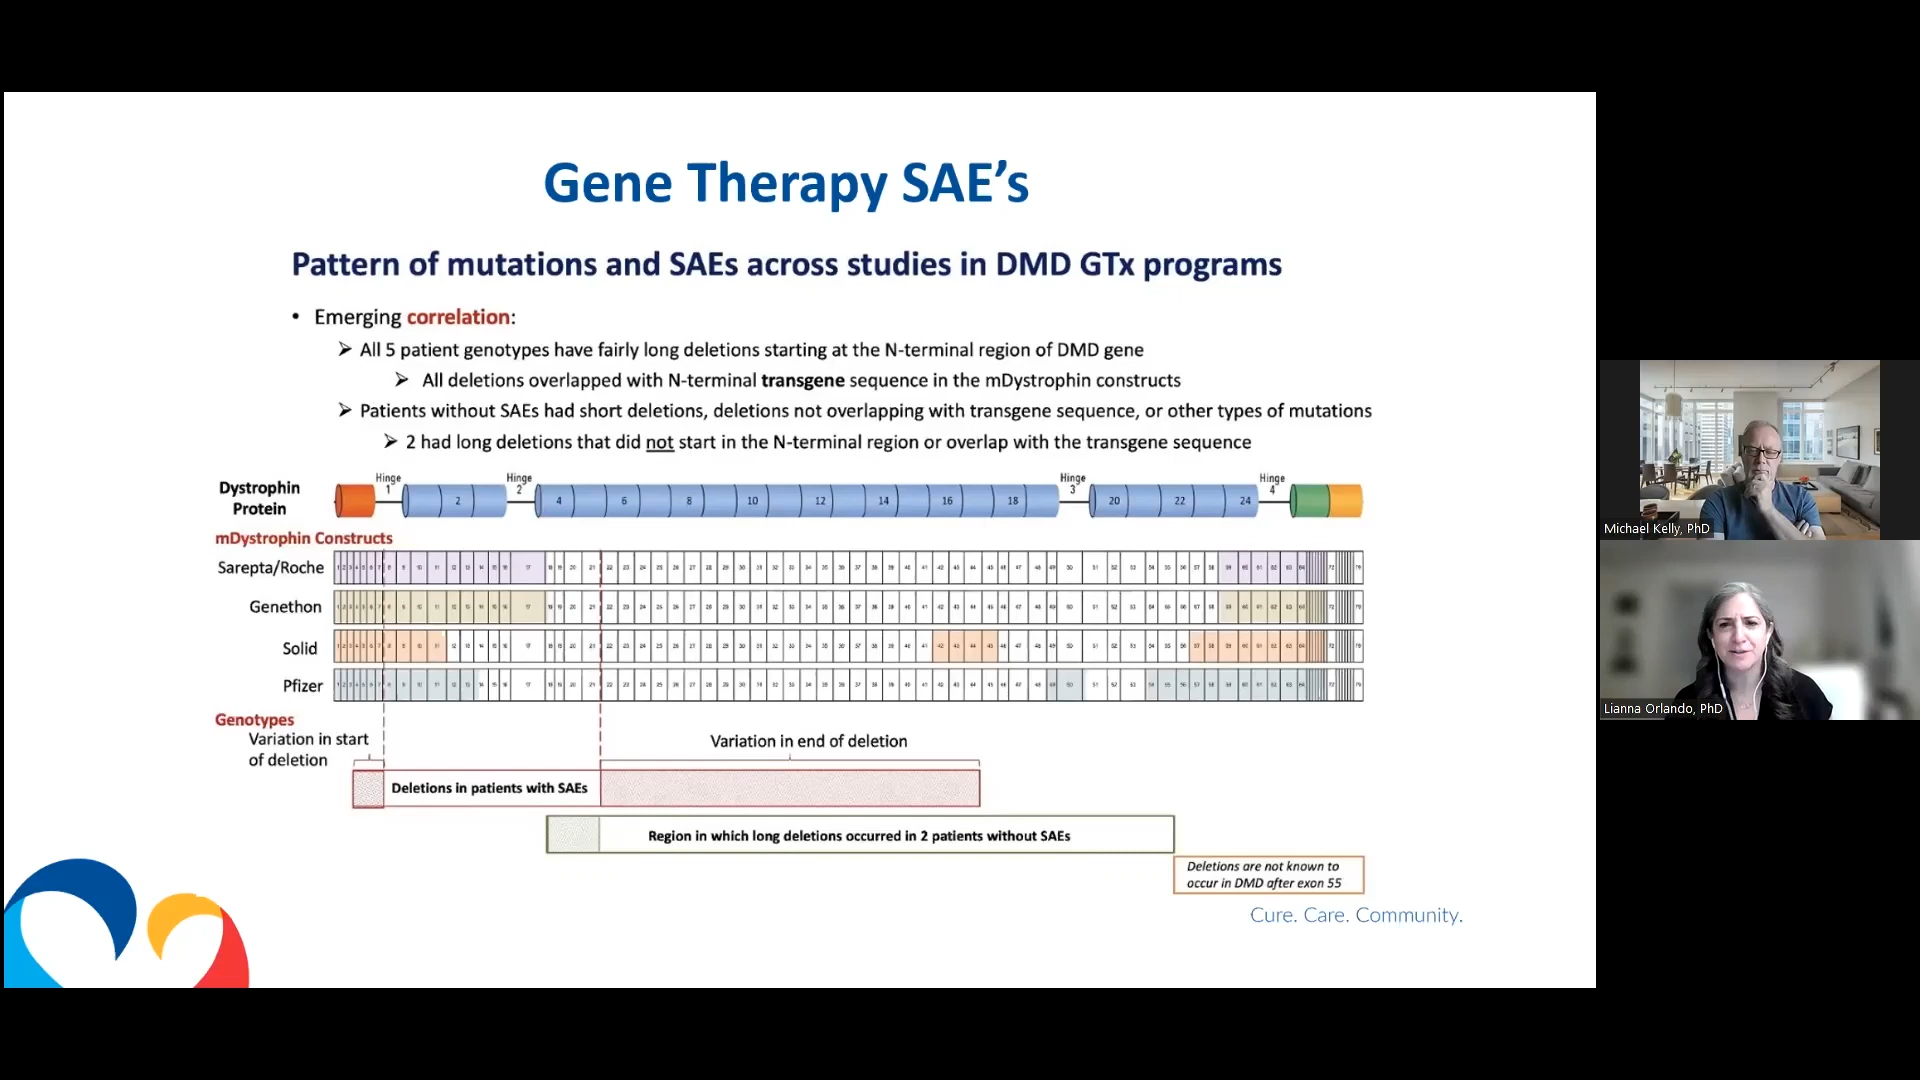 Gene Therapy SAE’s
Pattern of mutations and SAEs across studies in DMD GTx programs
• Emerging correlation:
➢ All 5 patient genotypes have fairly long deletions starting at the N-terminal region of DMD gene
➢ All deletions overlapped with N-terminal transgene sequence in the mDystrophin constructs
➢ Patients without SAEs had short deletions, deletions not overlapping with transgene sequence, or other types of mutations
➢ 2 had long deletions that did not start in the N-terminal region or overlap with the transgene sequence
Hinge 1
Hinge 2
Hinge 3
Hinge 4
Dystrophin
Protein
2 4 6 8 10 12 14 16 18 20 22 24
mDystrophin Constructs
Sarepta/Roche
Genethon
Solid
Pfizer
Genotypes
Variation in start
of deletion
Variation in end of deletion
Deletions in patients with SAEs
Region in which long deletions occurred in 2 patients without SAEs
Deletions are not known to
occur in DMD after exon 55
Cure. Care. Community.
Michael Kelly, PhD
Lianna Orlando, PhD